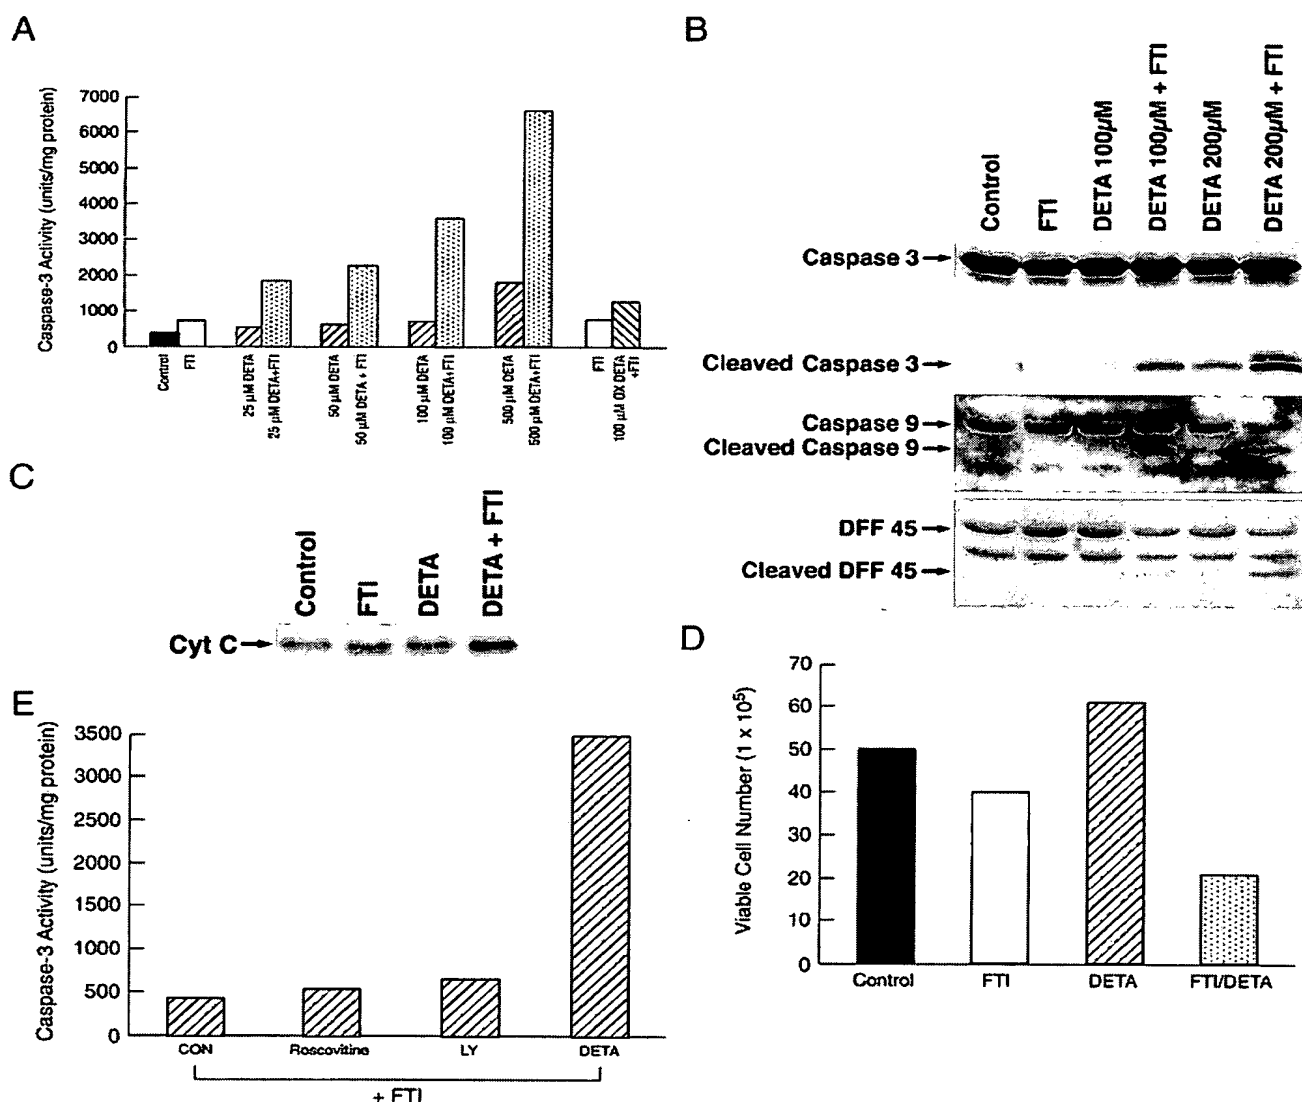 A
Caspase-3 Activity (units/mg protein)
7000
6000
5000
4000
3000
2000
1000
0
Control
FTI
25 µM DETA
25 µM DETA+FTI
50 µM DETA
50 µM DETA + FTI
100 µM DETA
100 µM DETA+FTI
500 µM DETA
500 µM DETA+FTI
FTI
100 µM OX DETA
+FTI
B
Control
FTI
DETA 100µM
DETA 100µM + FTI
DETA 200µM
DETA 200µM + FTI
Caspase 3
Cleaved Caspase 3
Caspase 9
Cleaved Caspase 9
DFF 45
Cleaved DFF 45
C
Control
FTI
DETA
DETA + FTI
Cyt C
D
Viable Cell Number (1 x 10⁵)
70
60
50
40
30
20
10
0
Control
FTI
DETA
FTI/DETA
E
Caspase-3 Activity (units/mg protein)
3500
3000
2500
2000
1500
1000
500
0
CON
Roscovitine
LY
DETA
+ FTI